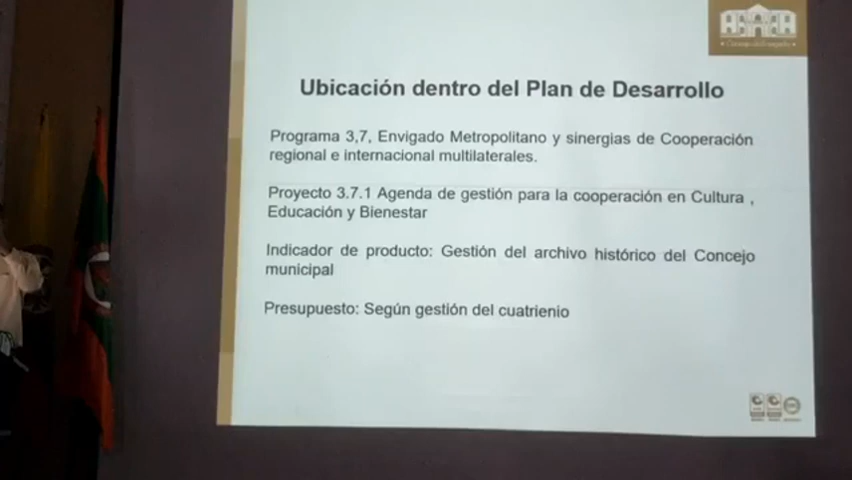 Ubicación dentro del Plan de Desarrollo
Programa 3,7, Envigado Metropolitano y sinergias de Cooperación
regional e internacional multilaterales.
Proyecto 3.7.1 Agenda de gestión para la cooperación en Cultura ,
Educación y Bienestar
Indicador de producto: Gestión del archivo histórico del Concejo
municipal
Presupuesto: Según gestión del cuatrienio